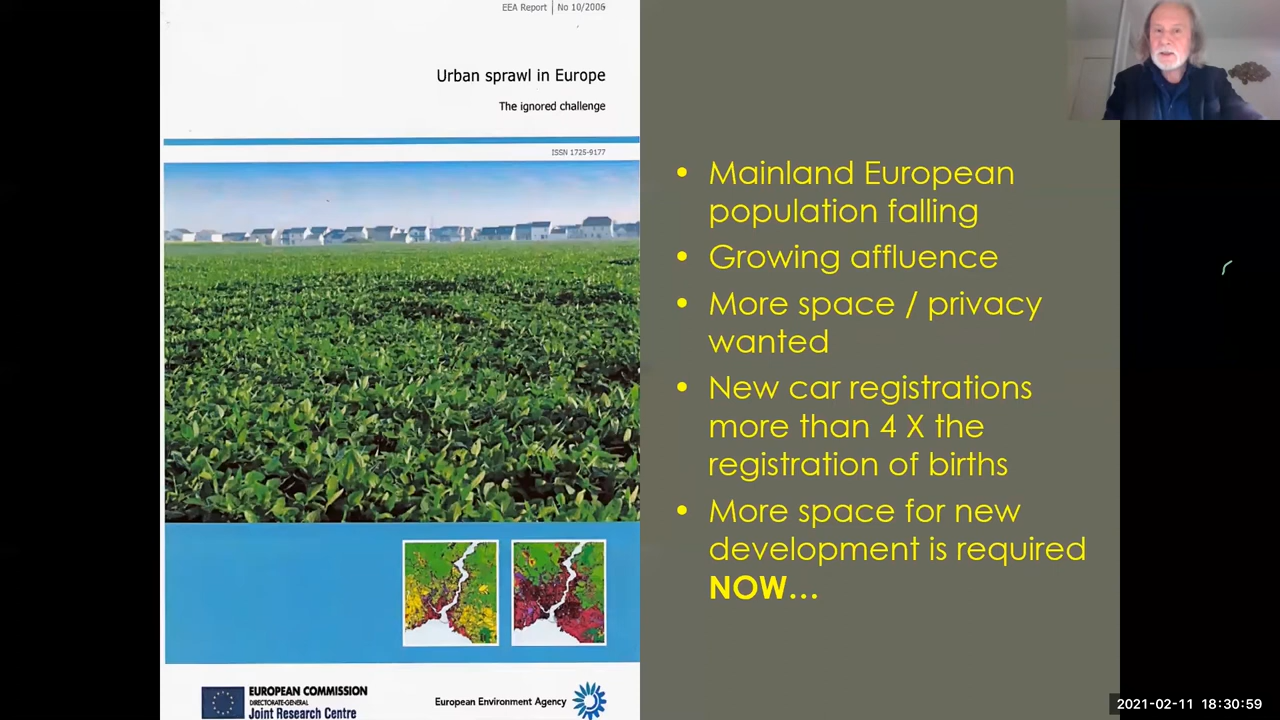 EEA Report | No 10/2006
Urban sprawl in Europe
The ignored challenge
ISSN 1725-9177
EUROPEAN COMMISSION
DIRECTORATE-GENERAL
Joint Research Centre
European Environment Agency
• Mainland European
population falling
• Growing affluence
• More space / privacy
wanted
• New car registrations
more than 4 X the
registration of births
• More space for new
development is required
NOW...
2021-02-11 18:30:59